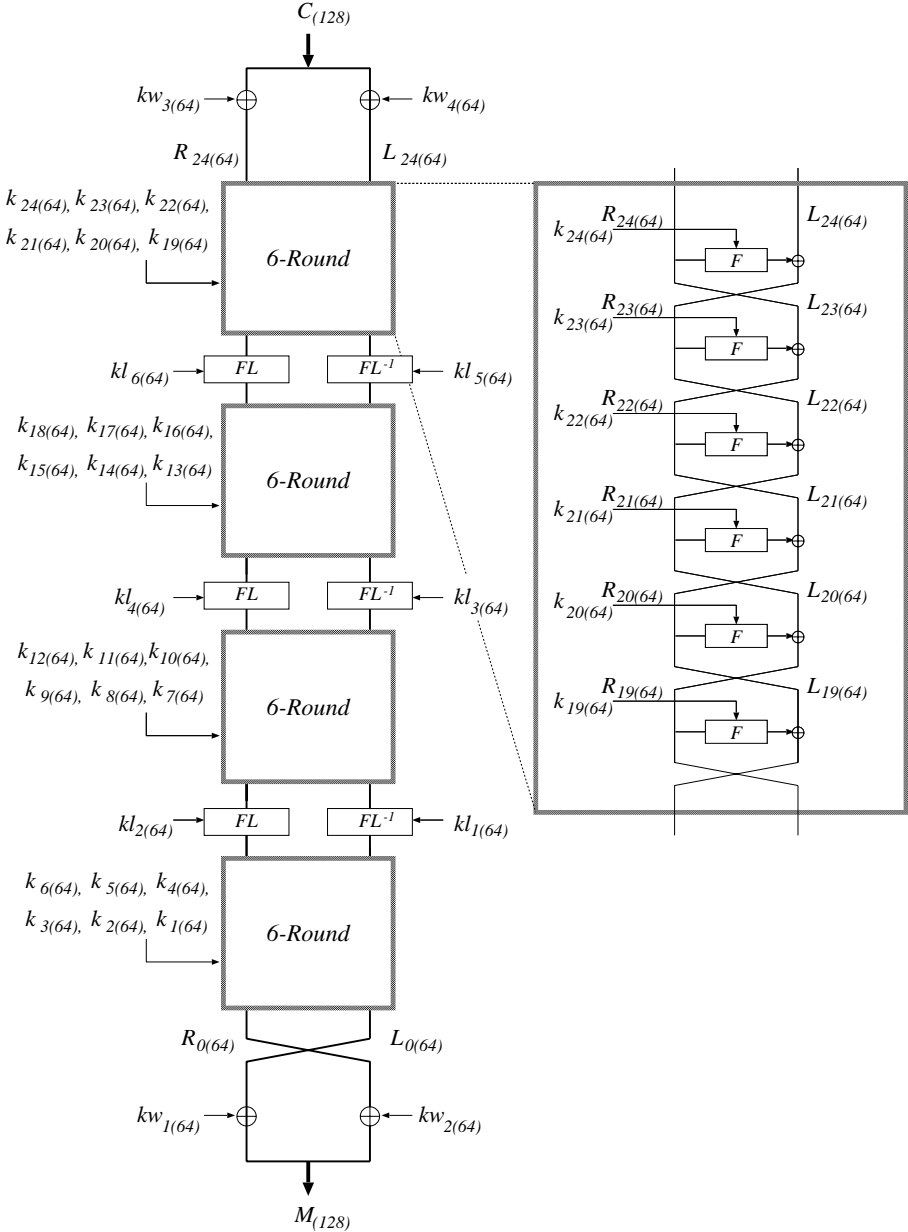 C(128)
kw3(64) kw4(64)
R24(64) L24(64)
k24(64), k23(64), k22(64),
k21(64), k20(64), k19(64)
6-Round
kl6(64) FL FL-1 kl5(64)
k18(64), k17(64), k16(64),
k15(64), k14(64), k13(64)
6-Round
kl4(64) FL FL-1 kl3(64)
k12(64), k11(64), k10(64),
k9(64), k8(64), k7(64)
6-Round
kl2(64) FL FL-1 kl1(64)
k6(64), k5(64), k4(64),
k3(64), k2(64), k1(64)
6-Round
R0(64) L0(64)
kw1(64) kw2(64)
M(128)
R24(64) L24(64)
k24(64)
F
R23(64) L23(64)
k23(64)
F
R22(64) L22(64)
k22(64)
F
R21(64) L21(64)
k21(64)
F
R20(64) L20(64)
k20(64)
F
R19(64) L19(64)
k19(64)
F